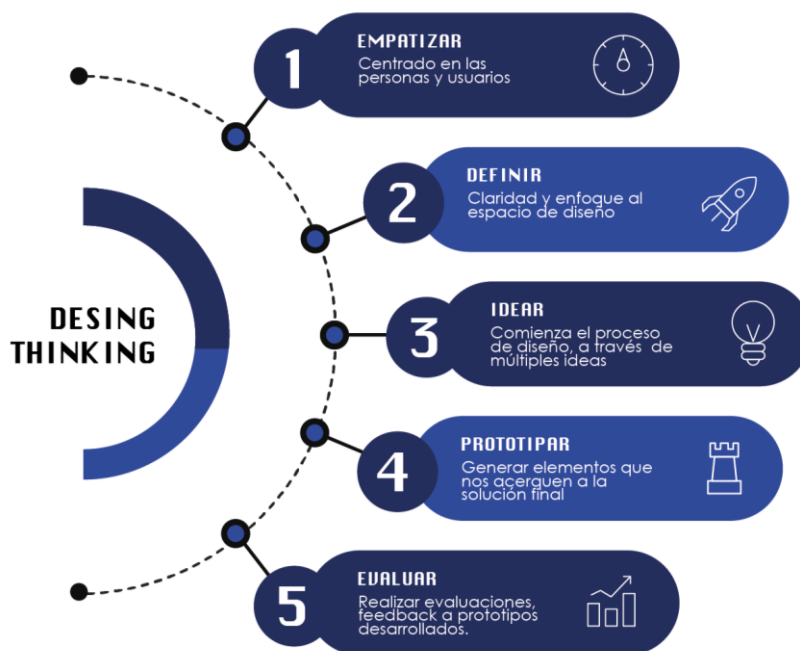 DESING
THINKING
1
EMPATIZAR
Centrado en las
personas y usuarios
2
DEFINIR
Claridad y enfoque al
espacio de diseño
3
IDEAR
Comienza el proceso
de diseño, a través de
múltiples ideas
4
PROTOTIPAR
Generar elementos que
nos acerquen a la
solución final
5
EVALUAR
Realizar evaluaciones,
feedback a prototipos
desarrollados.